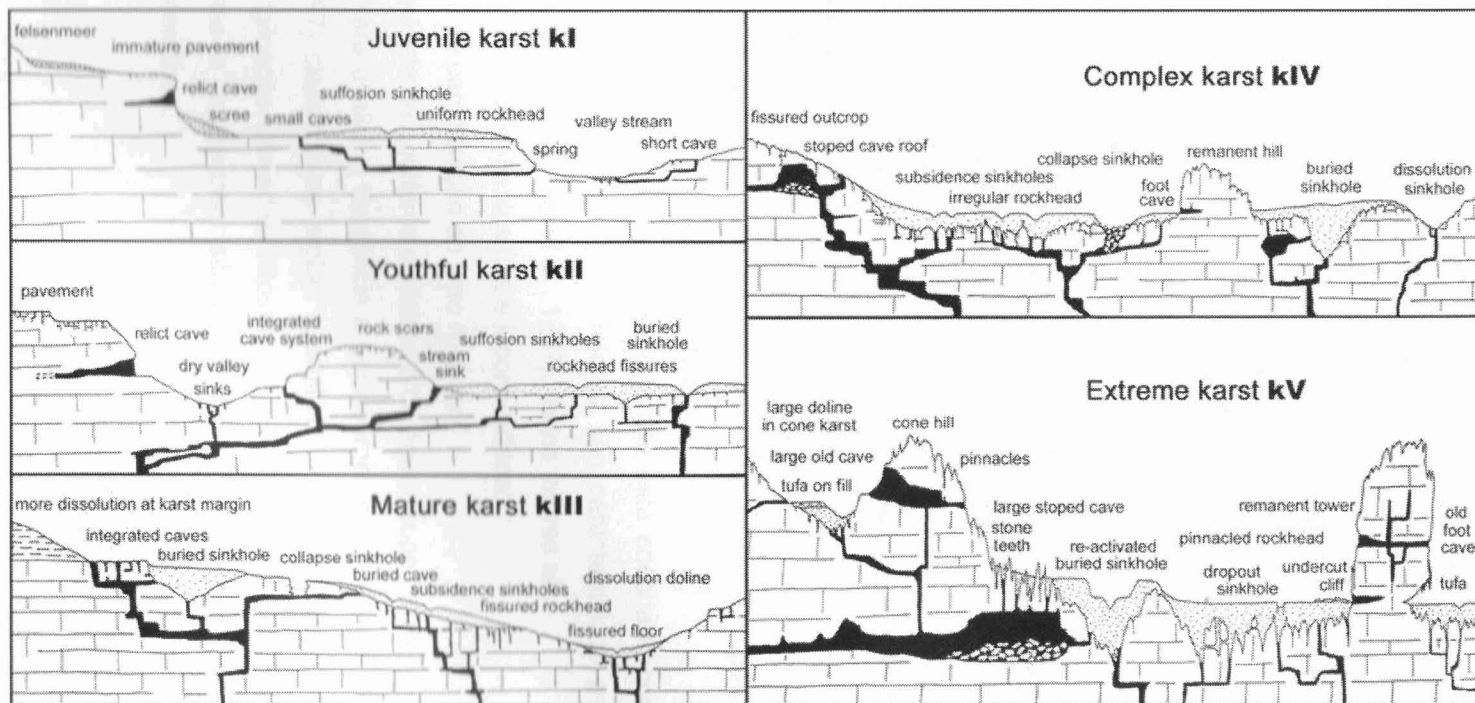 Juvenile karst kI
felsenmeer
immature pavement
relict cave
scree
small caves
suffosion sinkhole
uniform rockhead
spring
valley stream
short cave
Youthful karst kII
pavement
relict cave
dry valley
sinks
integrated
cave system
rock scars
stream
sink
suffosion sinkholes
rockhead fissures
buried
sinkhole
Mature karst kIII
more dissolution at karst margin
integrated caves
buried sinkhole
collapse sinkhole
buried cave
subsidence sinkholes
fissured rockhead
dissolution doline
fissured floor
Complex karst kIV
fissured outcrop
stoped cave roof
subsidence sinkholes
irregular rockhead
collapse sinkhole
foot
cave
remanent hill
buried
sinkhole
dissolution
sinkhole
Extreme karst kV
large doline
in cone karst
cone hill
large old cave
tufa on fill
pinnacles
large stoped cave
stone
teeth
re-activated
buried sinkhole
pinnacled rockhead
dropout
sinkhole
remanent tower
undercut
cliff
old
foot
cave
tufa